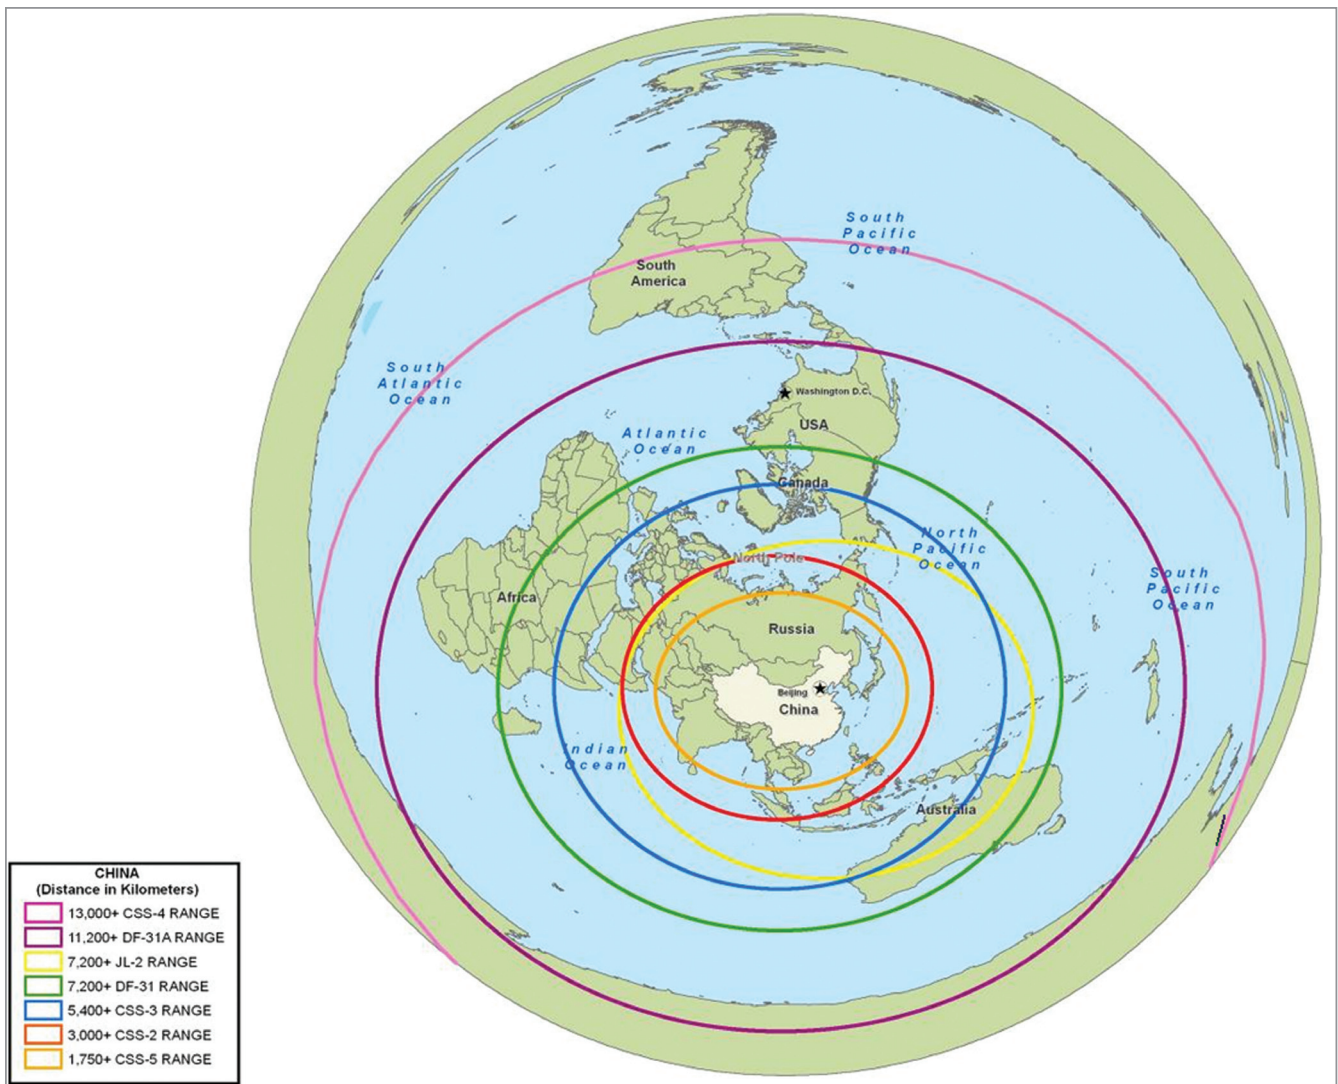 South
Pacific
Ocean
South
America
South
Atlantic
Ocean
Washington D.C.
USA
Atlantic
Ocean
Canada
North
Pacific
Ocean
North Pole
South
Pacific
Ocean
Africa
Russia
Beijing
China
Indian
Ocean
Australia
CHINA
(Distance in Kilometers)
13,000+ CSS-4 RANGE
11,200+ DF-31A RANGE
7,200+ JL-2 RANGE
7,200+ DF-31 RANGE
5,400+ CSS-3 RANGE
3,000+ CSS-2 RANGE
1,750+ CSS-5 RANGE